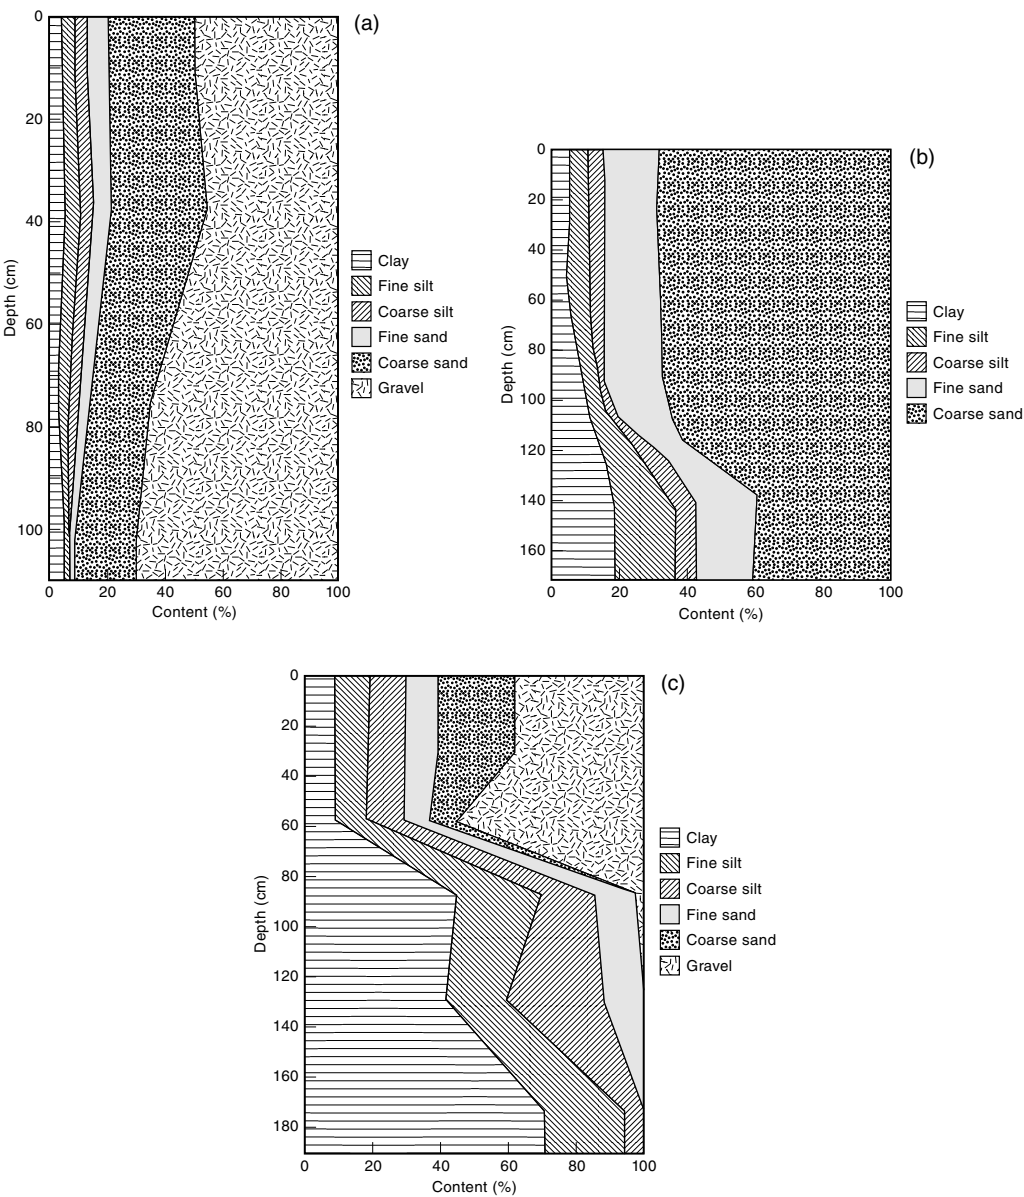 (a)
0
20
40
60
80
100
Depth (cm)
0 20 40 60 80 100
Content (%)
Clay
Fine silt
Coarse silt
Fine sand
Coarse sand
Gravel
(b)
0
20
40
60
80
100
120
140
160
Depth (cm)
0 20 40 60 80 100
Content (%)
Clay
Fine silt
Coarse silt
Fine sand
Coarse sand
(c)
0
20
40
60
80
100
120
140
160
180
Depth (cm)
0 20 40 60 80 100
Content (%)
Clay
Fine silt
Coarse silt
Fine sand
Coarse sand
Gravel